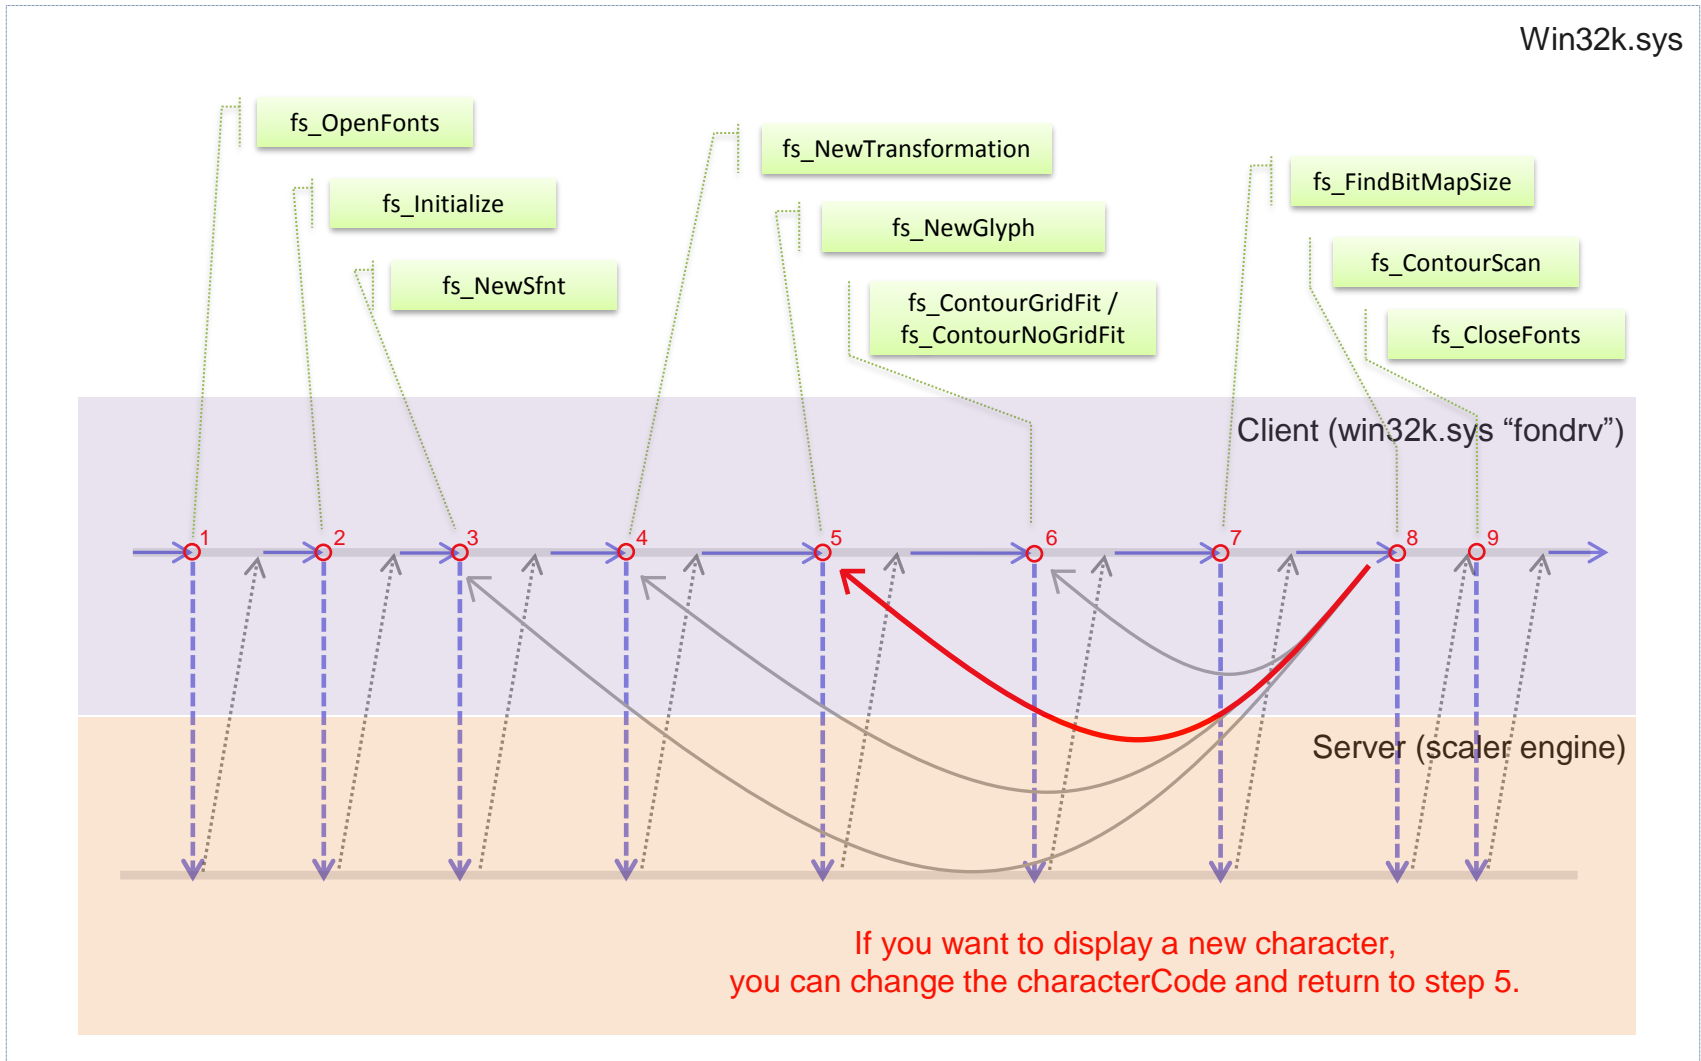 Win32k.sys
fs_OpenFonts
fs_Initialize
fs_NewSfnt
fs_NewTransformation
fs_NewGlyph
fs_ContourGridFit /
fs_ContourNoGridFit
fs_FindBitMapSize
fs_ContourScan
fs_CloseFonts
Client (win32k.sys “fondrv”)
1
2
3
4
5
6
7
8
9
Server (scaler engine)
If you want to display a new character,
you can change the characterCode and return to step 5.